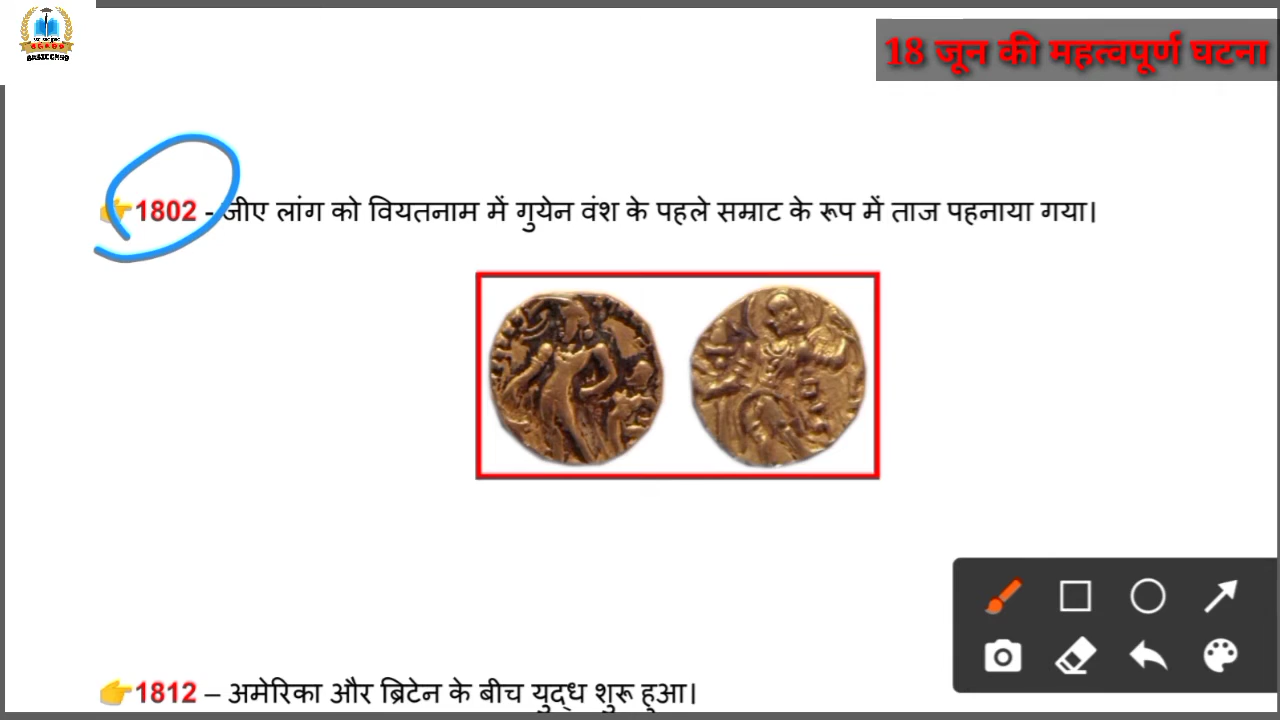 18 जून की महत्वपूर्ण घटना
👉1802 - जीए लांग को वियतनाम में गुयेन वंश के पहले सम्राट के रूप में ताज पहनाया गया।
👉1812 – अमेरिका और ब्रिटेन के बीच युद्ध शुरू हुआ।